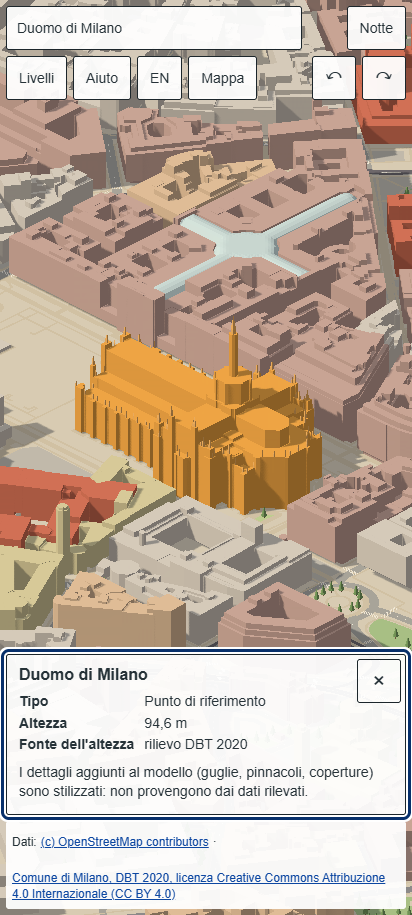 Duomo di Milano
Notte
Livelli
Aiuto
EN
Mappa
Duomo di Milano
Tipo Punto di riferimento
Altezza 94,6 m
Fonte dell'altezza rilievo DBT 2020
I dettagli aggiunti al modello (guglie, pinnacoli, coperture)
sono stilizzati: non provengono dai dati rilevati.
Dati: (c) OpenStreetMap contributors ·
Comune di Milano, DBT 2020, licenza Creative Commons Attribuzione
4.0 Internazionale (CC BY 4.0)